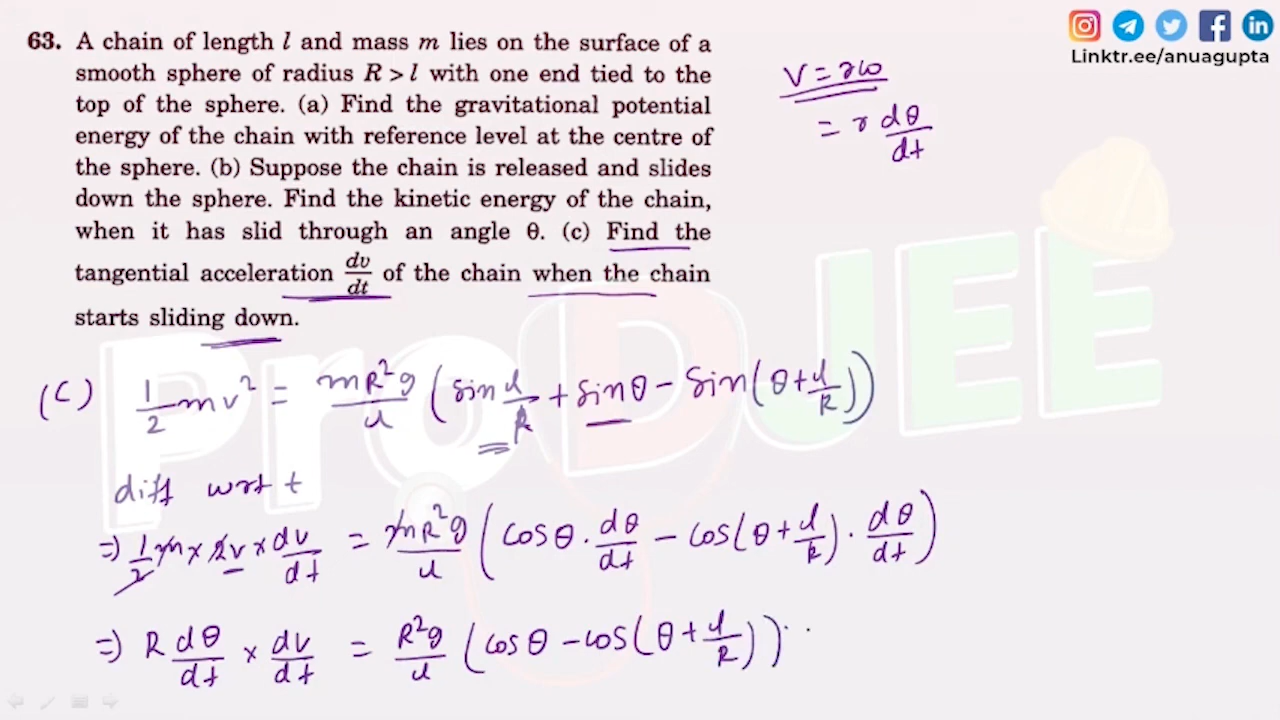 63. A chain of length l and mass m lies on the surface of a
smooth sphere of radius R > l with one end tied to the
top of the sphere. (a) Find the gravitational potential
energy of the chain with reference level at the centre of
the sphere. (b) Suppose the chain is released and slides
down the sphere. Find the kinetic energy of the chain,
when it has slid through an angle θ. (c) Find the
tangential acceleration dv/dt of the chain when the chain
starts sliding down.
Linktr.ee/anuagupta
V = rω
= r dθ/dt
ProDJEE
(C) 1/2 mv² = mR²g/l (sin l/R + sinθ − sin(θ + l/R))
diff wrt t
⇒ 1/2 m × 2v × dv/dt = mR²g/l (cosθ · dθ/dt − cos(θ + l/R) · dθ/dt)
⇒ R dθ/dt × dv/dt = R²g/l (cosθ − cos(θ + l/R))